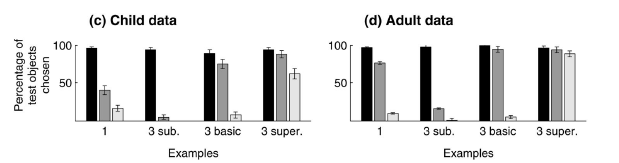 (c) Child data
Percentage of
test objects
chosen
100
50
1
3 sub.
3 basic
3 super.
Examples
(d) Adult data
100
50
1
3 sub.
3 basic
3 super.
Examples